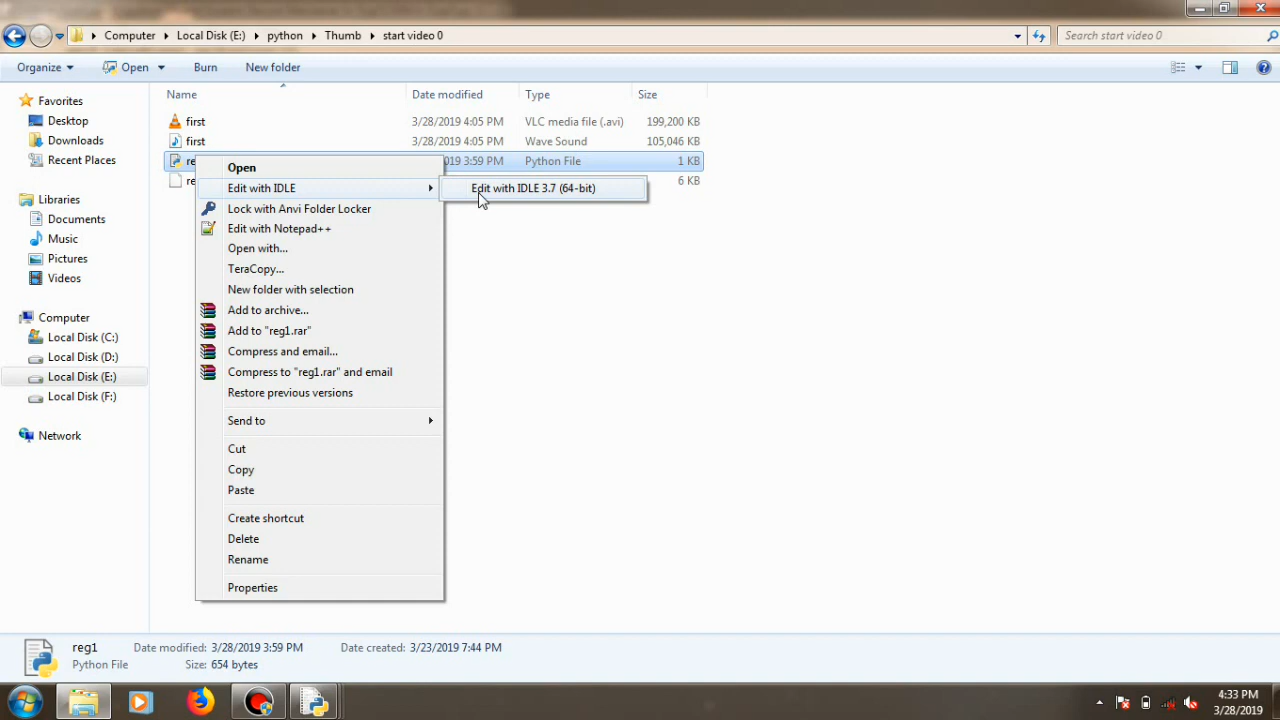 Computer Local Disk (E:) python Thumb start video 0
Search start video 0
Organize Open Burn New folder
Favorites
Desktop
Downloads
Recent Places
Libraries
Documents
Music
Pictures
Videos
Computer
Local Disk (C:)
Local Disk (D:)
Local Disk (E:)
Local Disk (F:)
Network
Name Date modified Type Size
first 3/28/2019 4:05 PM VLC media file (.avi) 199,200 KB
first 3/28/2019 4:05 PM Wave Sound 105,046 KB
re 019 3:59 PM Python File 1 KB
re 6 KB
Open
Edit with IDLE
Edit with IDLE 3.7 (64-bit)
Lock with Anvi Folder Locker
Edit with Notepad++
Open with...
TeraCopy...
New folder with selection
Add to archive...
Add to "reg1.rar"
Compress and email...
Compress to "reg1.rar" and email
Restore previous versions
Send to
Cut
Copy
Paste
Create shortcut
Delete
Rename
Properties
reg1 Date modified: 3/28/2019 3:59 PM Date created: 3/23/2019 7:44 PM
Python File Size: 654 bytes
4:33 PM
3/28/2019